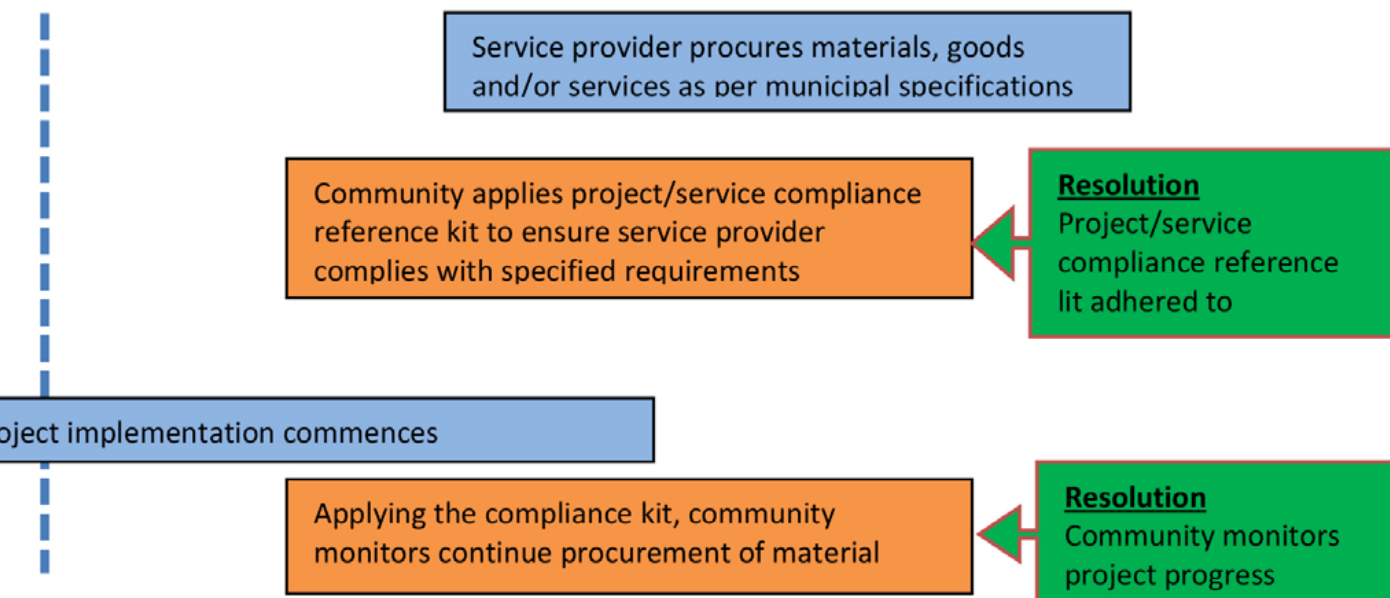 Service provider procures materials, goods
and/or services as per municipal specifications
Community applies project/service compliance
reference kit to ensure service provider
complies with specified requirements
Resolution
Project/service
compliance reference
lit adhered to
oject implementation commences
Applying the compliance kit, community
monitors continue procurement of material
Resolution
Community monitors
project progress